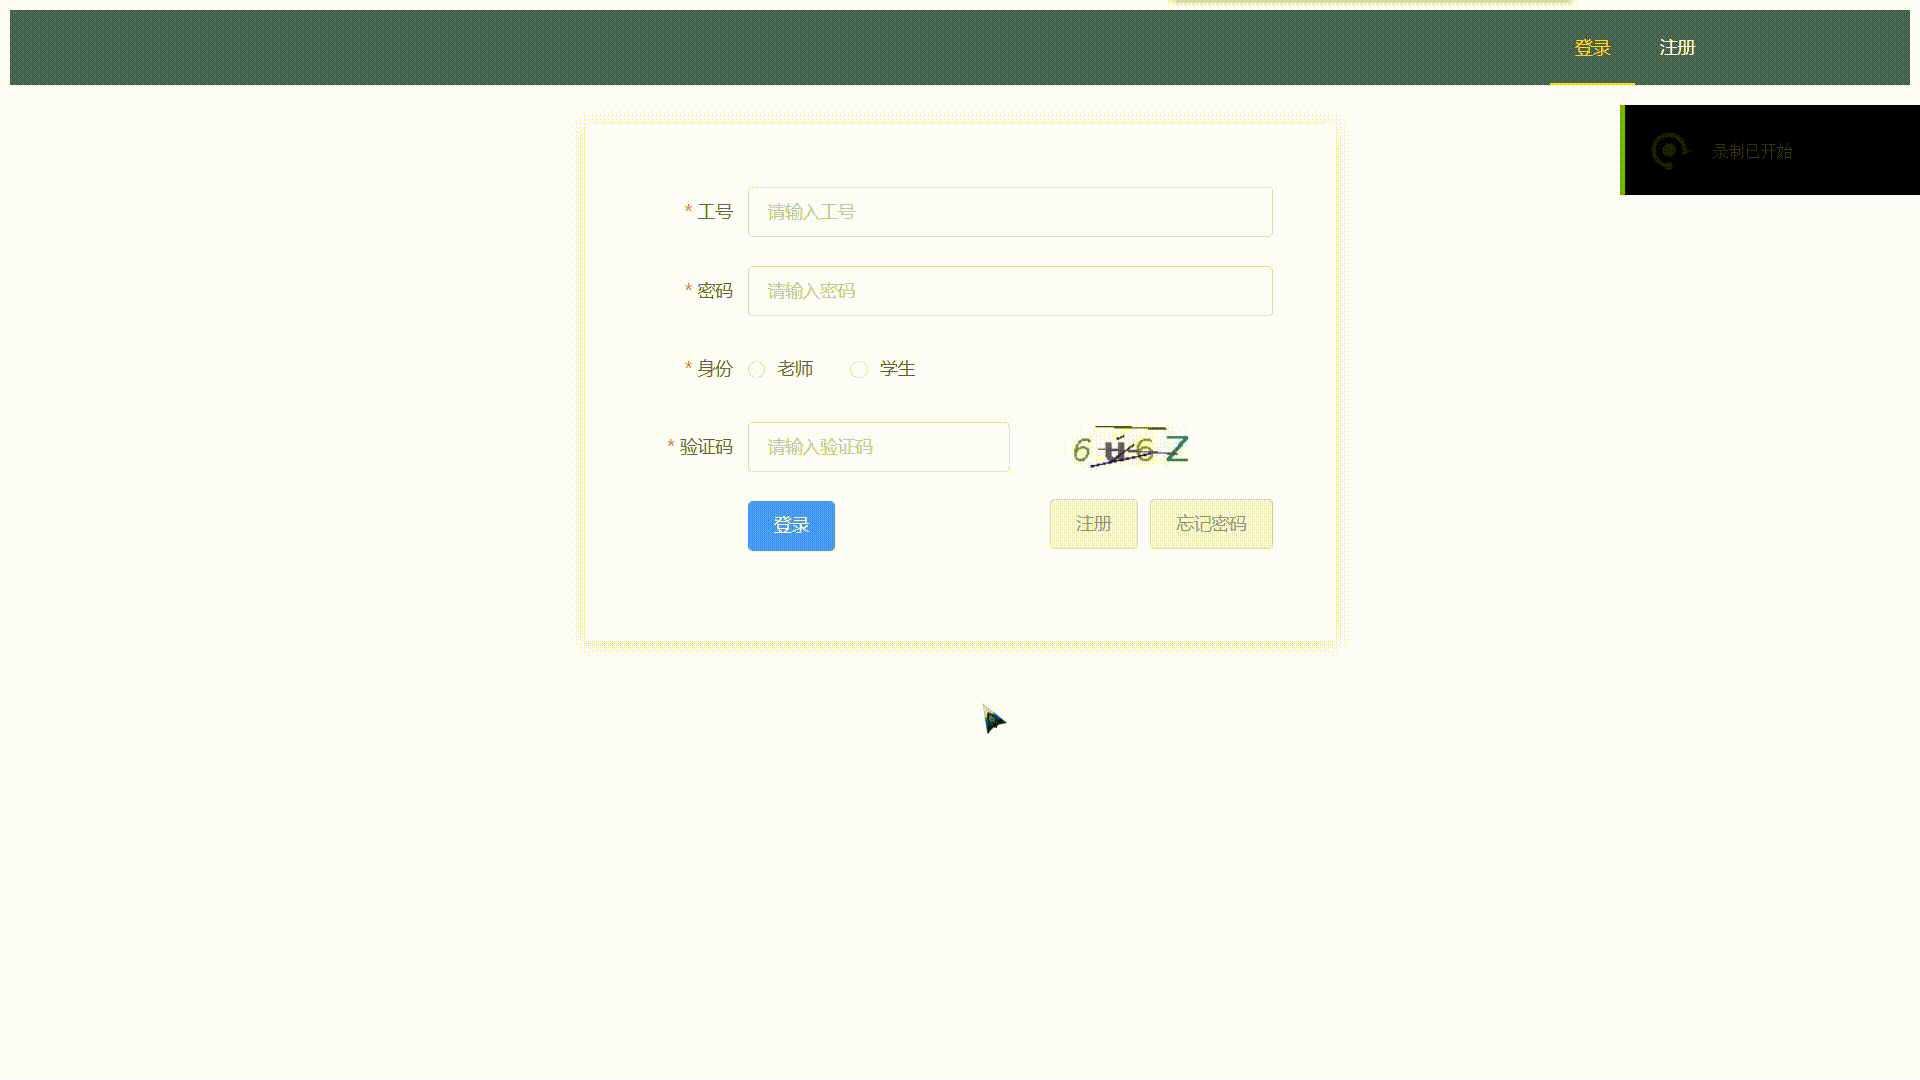 登录 注册
录制已开始
* 工号 请输入工号
* 密码 请输入密码
* 身份 老师 学生
* 验证码 请输入验证码 6u6Z
登录 注册 忘记密码